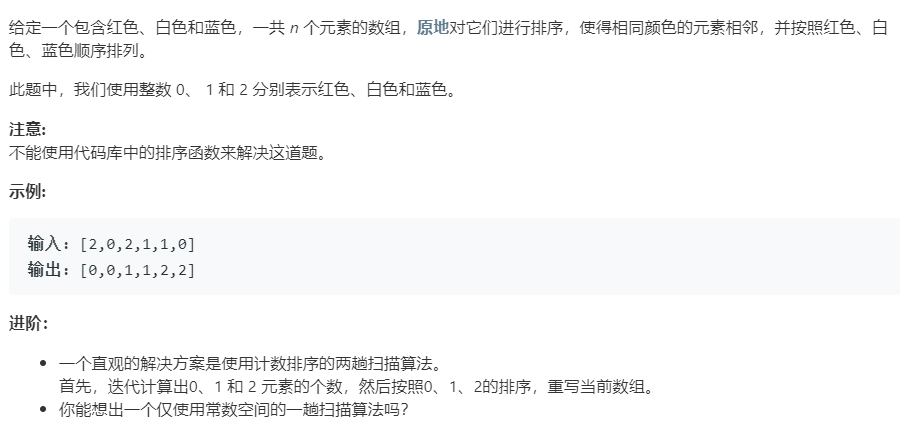 给定一个包含红色、白色和蓝色，一共 n 个元素的数组，原地对它们进行排序，使得相同颜色的元素相邻，并按照红色、白
色、蓝色顺序排列。
此题中，我们使用整数 0、 1 和 2 分别表示红色、白色和蓝色。
注意:
不能使用代码库中的排序函数来解决这道题。
示例:
输入: [2,0,2,1,1,0]
输出: [0,0,1,1,2,2]
进阶：
• 一个直观的解决方案是使用计数排序的两趟扫描算法。
首先，迭代计算出0、1 和 2 元素的个数，然后按照0、1、2的排序，重写当前数组。
• 你能想出一个仅使用常数空间的一趟扫描算法吗？